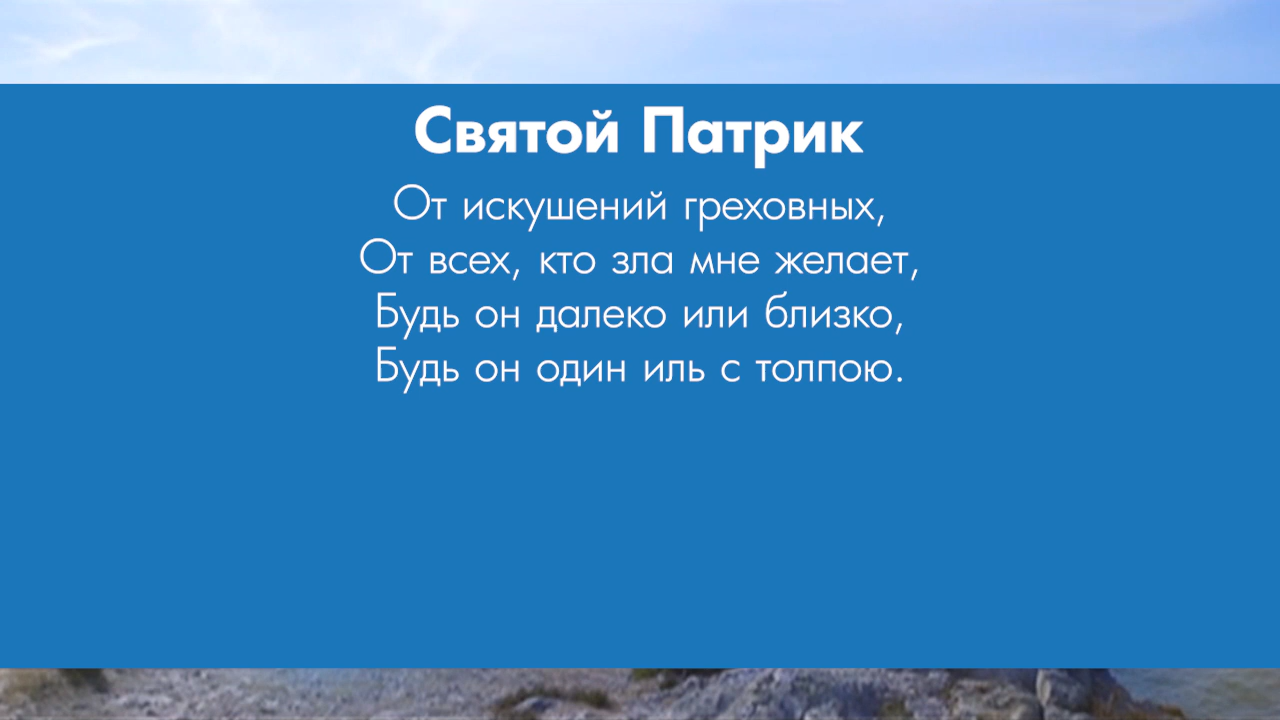 Святой Патрик
От искушений греховных,
От всех, кто зла мне желает,
Будь он далеко или близко,
Будь он один иль с толпою.